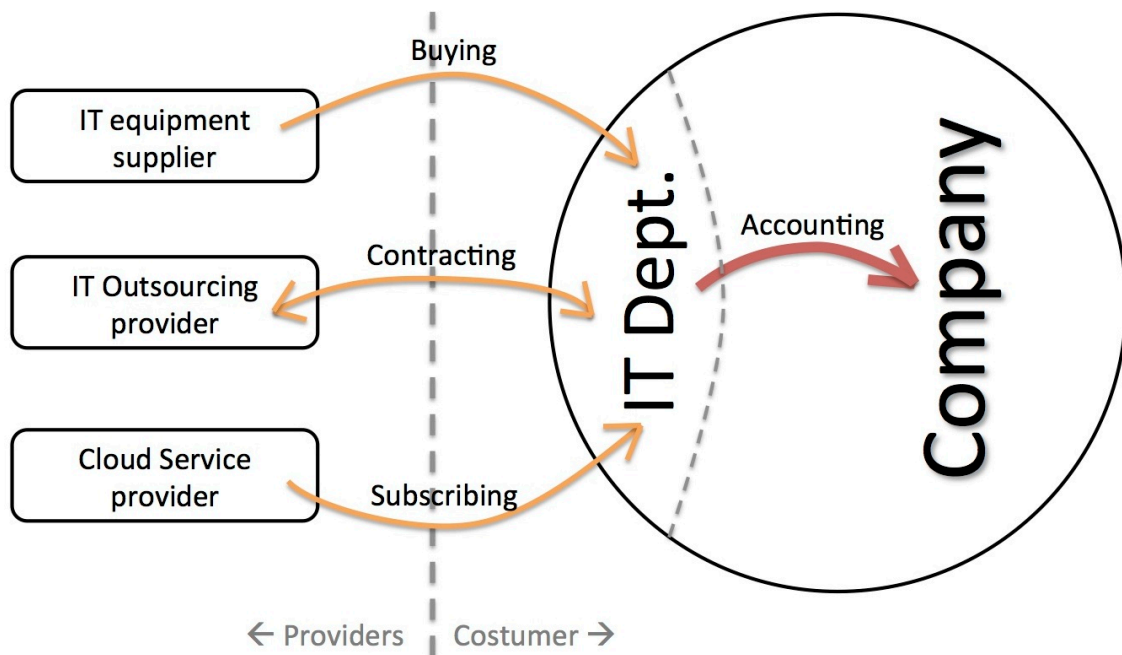 Buying
IT equipment
supplier
Contracting
IT Outsourcing
provider
Cloud Service
provider
Subscribing
IT Dept.
Accounting
Company
← Providers
Costumer →